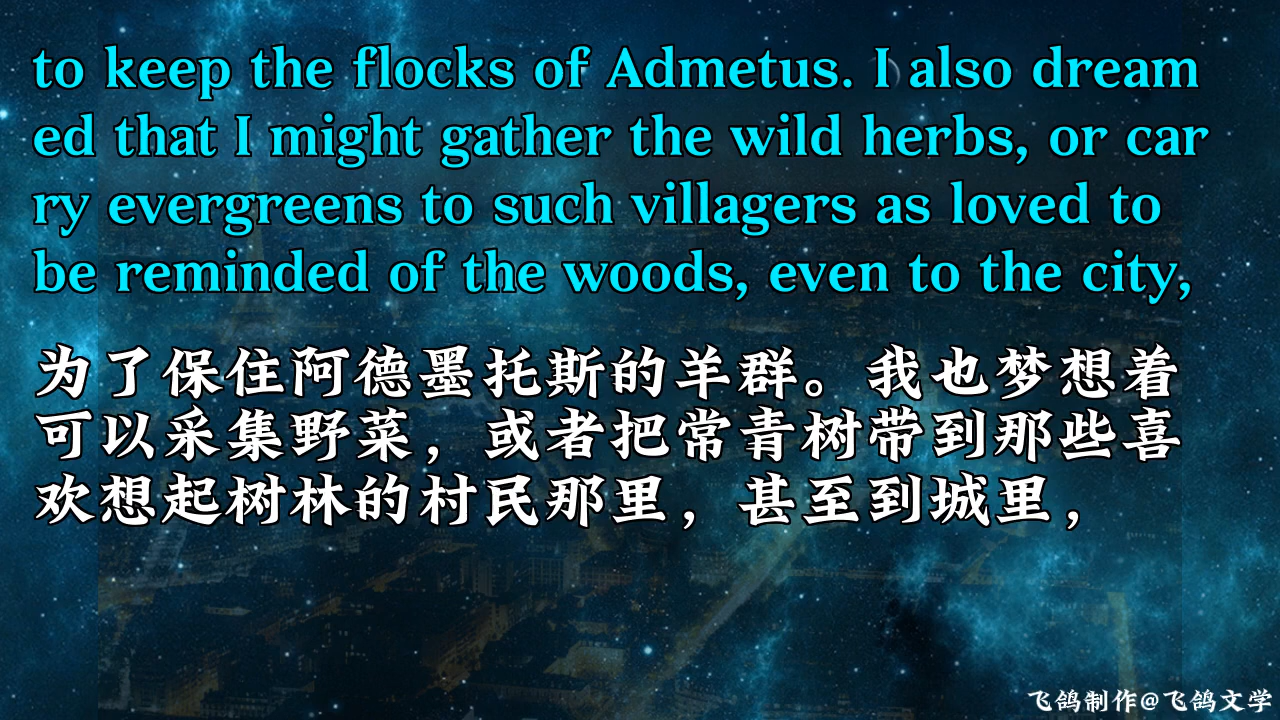 to keep the flocks of Admetus. I also dream
ed that I might gather the wild herbs, or car
ry evergreens to such villagers as loved to
be reminded of the woods, even to the city,
为了保住阿德墨托斯的羊群。我也梦想着
可以采集野菜，或者把常青树带到那些喜
欢想起树林的村民那里，甚至到城里，
飞鸽制作@飞鸽文学